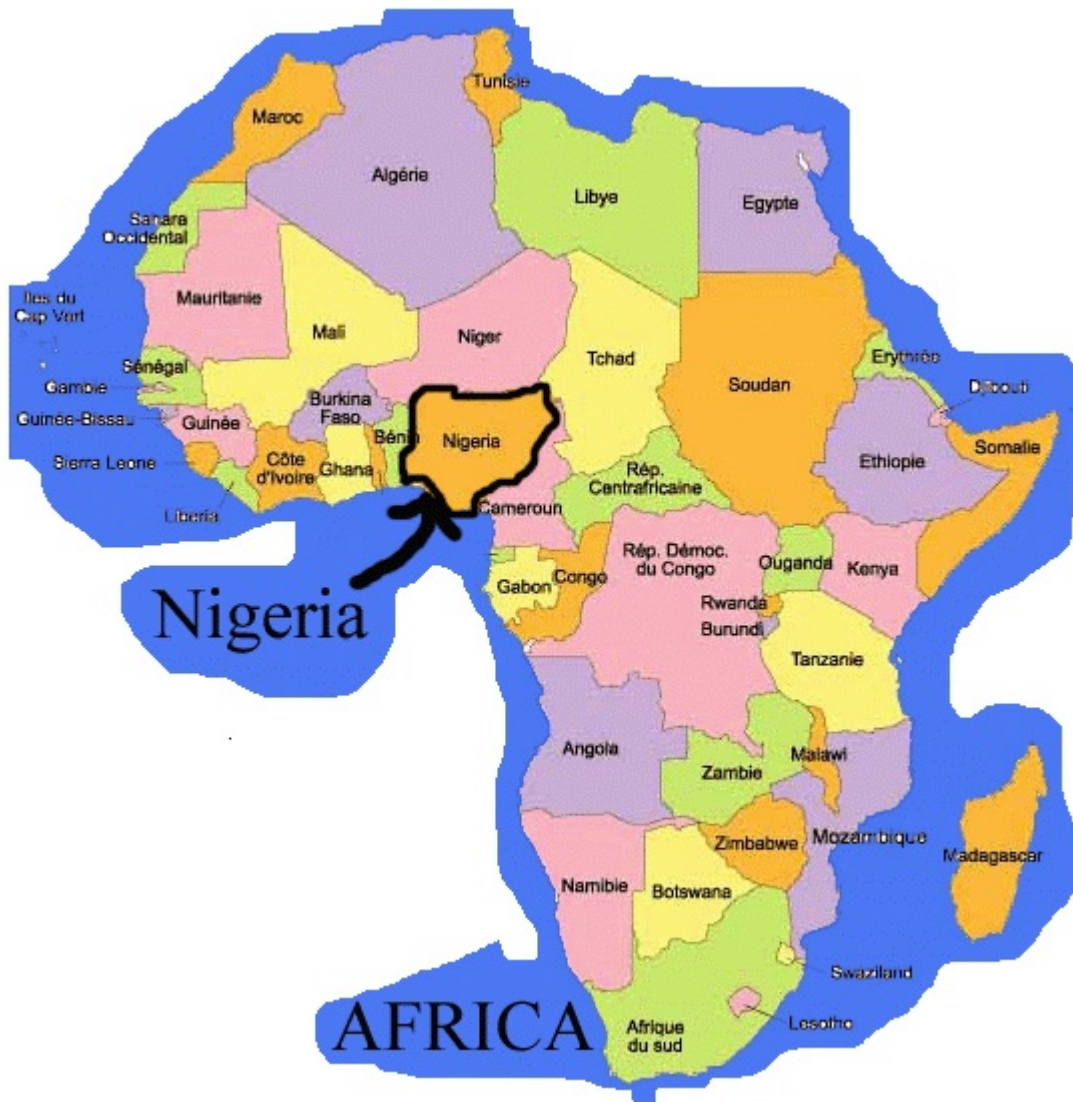 Tunisie
Maroc
Algérie
Libye
Egypte
Sahara
Occidental
Mauritanie
Iles du
Cap Vert
Mali
Niger
Tchad
Soudan
Erythrée
Djibouti
Sénégal
Gambie
Guinée-Bissau
Guinée
Burkina
Faso
Bénin
Nigeria
Sierra Leone
Côte
d'Ivoire
Ghana
Liberia
Cameroun
Rép.
Centrafricaine
Ethiopie
Somalie
Nigeria
Gabon
Congo
Rép. Démoc.
du Congo
Ouganda
Kenya
Rwanda
Burundi
Tanzanie
Angola
Zambie
Malawi
Mozambique
Zimbabwe
Madagascar
Namibie
Botswana
Swaziland
Lesotho
Afrique
du sud
AFRICA